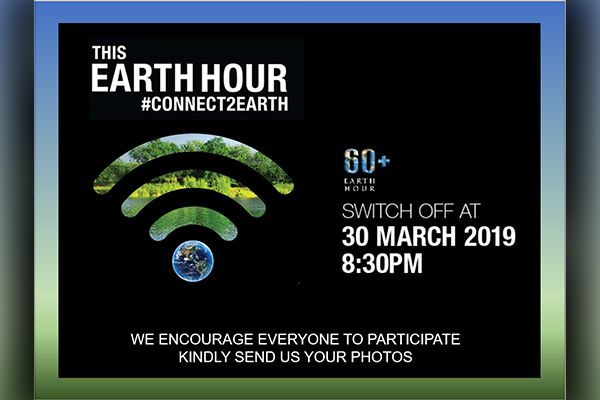 THIS
EARTH HOUR
#CONNECT2EARTH
60+
EARTH
HOUR
SWITCH OFF AT
30 MARCH 2019
8:30PM
WE ENCOURAGE EVERYONE TO PARTICIPATE
KINDLY SEND US YOUR PHOTOS